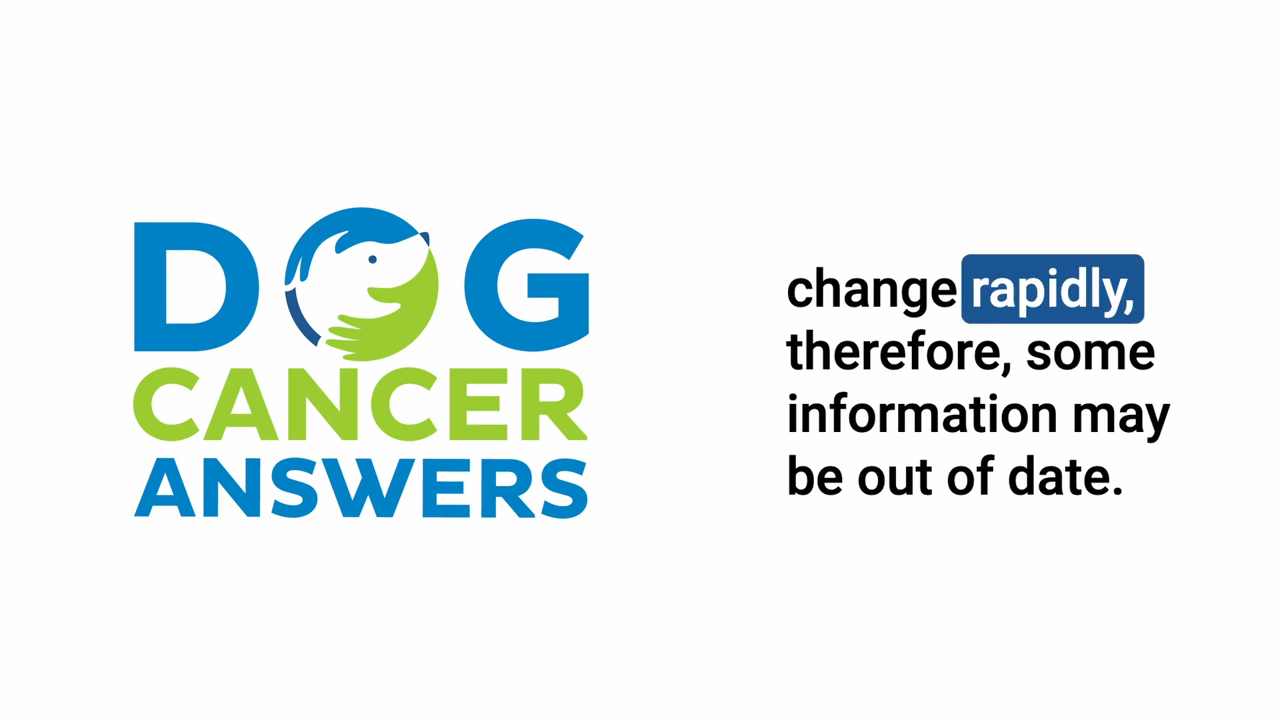 DOG
CANCER
ANSWERS
change rapidly,
therefore, some
information may
be out of date.